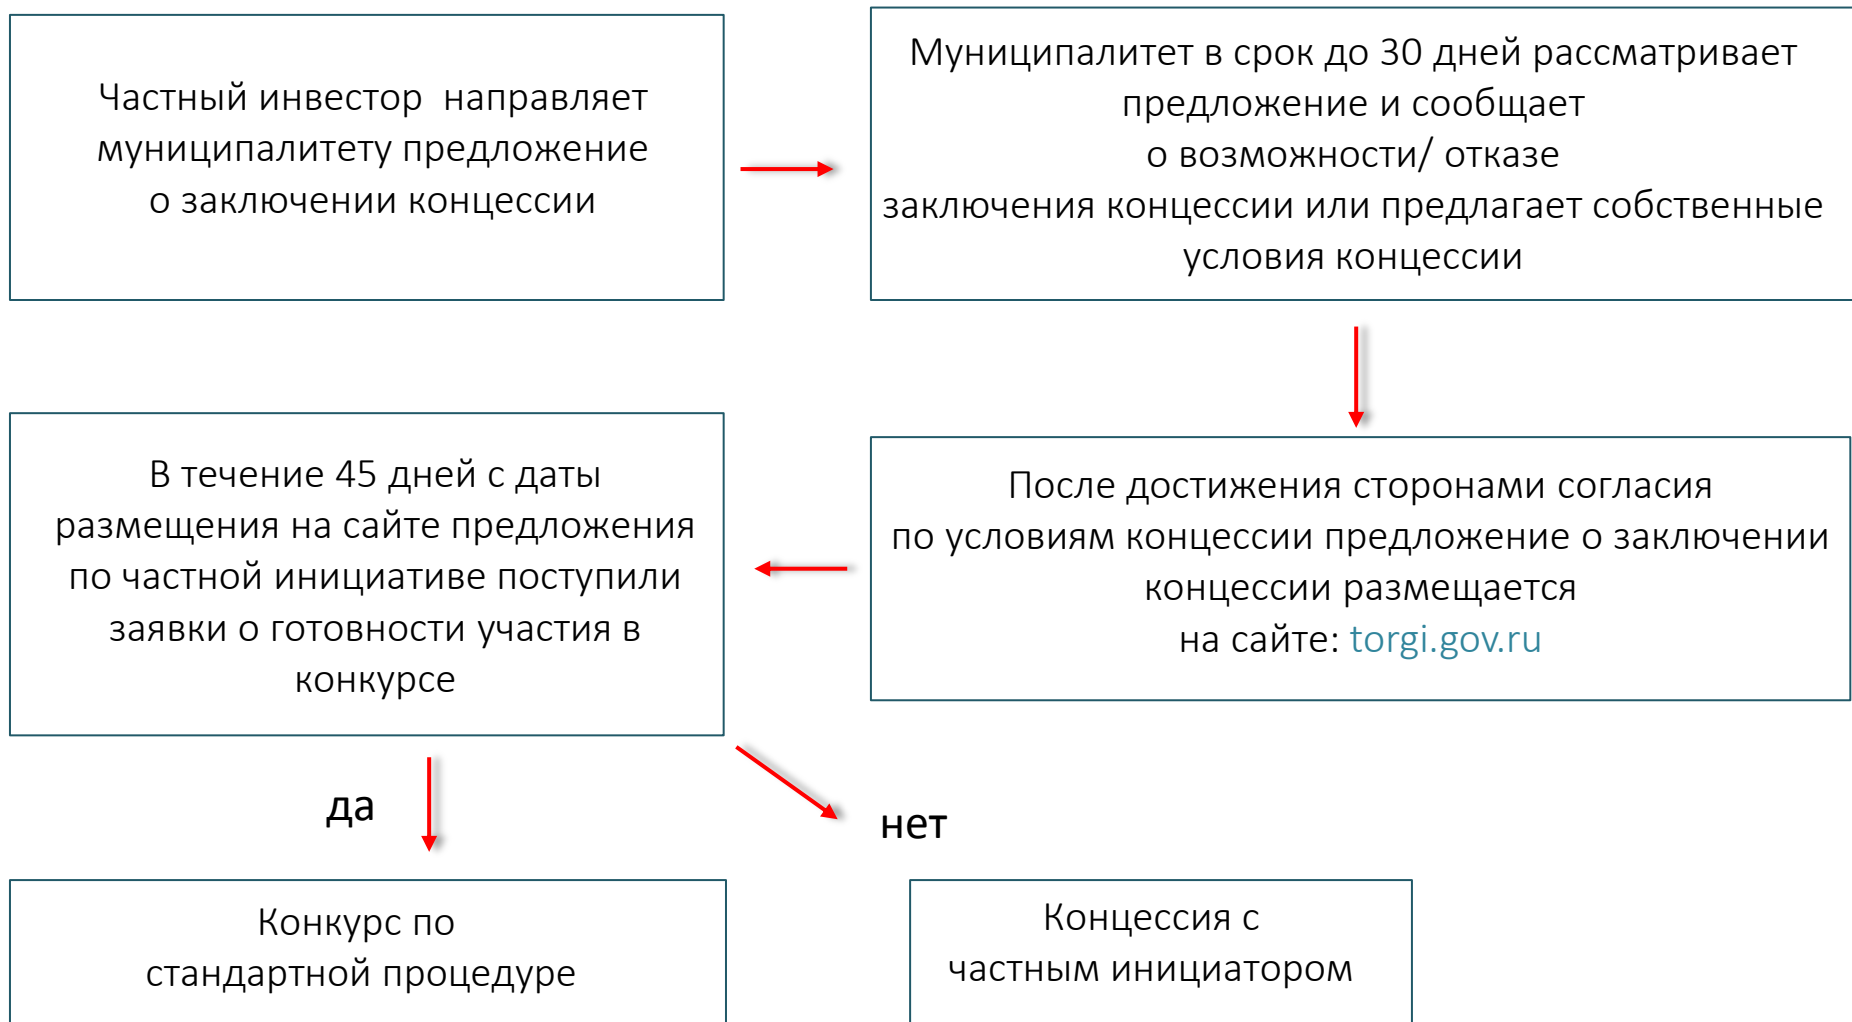 Частный инвестор направляет
муниципалитету предложение
о заключении концессии
Муниципалитет в срок до 30 дней рассматривает
предложение и сообщает
о возможности/ отказе
заключения концессии или предлагает собственные
условия концессии
После достижения сторонами согласия
по условиям концессии предложение о заключении
концессии размещается
на сайте: torgi.gov.ru
В течение 45 дней с даты
размещения на сайте предложения
по частной инициативе поступили
заявки о готовности участия в
конкурсе
да
нет
Конкурс по
стандартной процедуре
Концессия с
частным инициатором